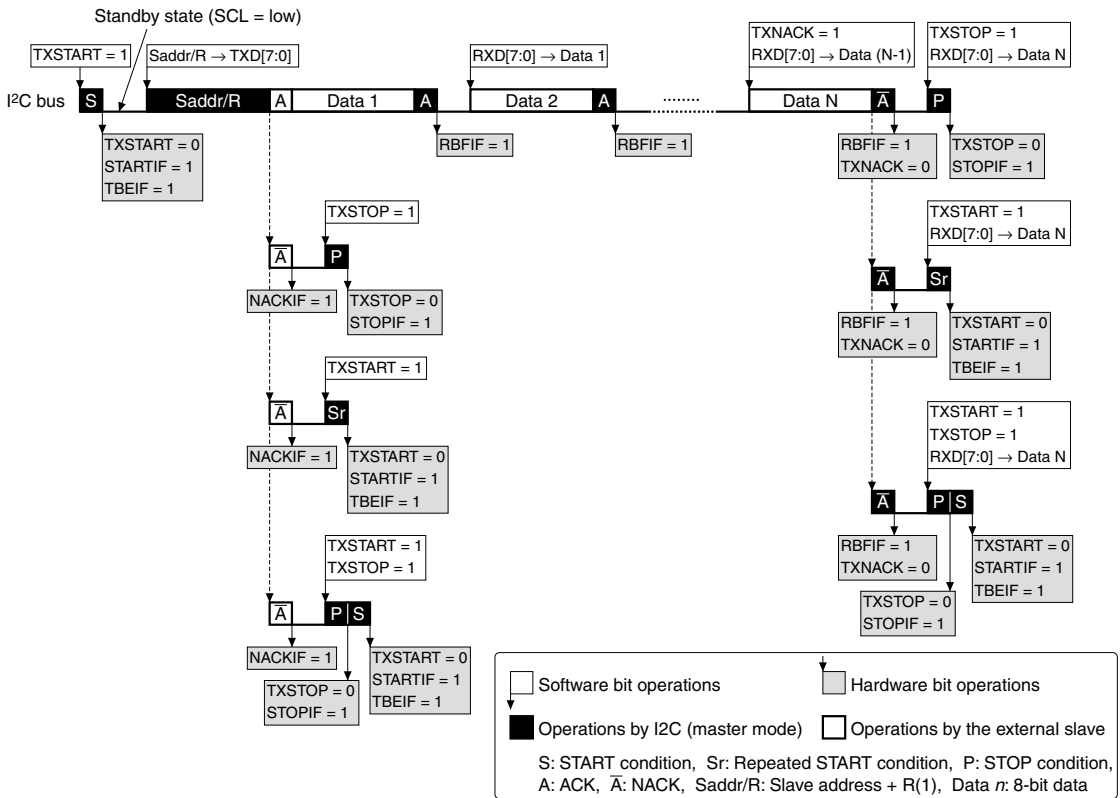 Standby state (SCL = low)
TXSTART = 1
Saddr/R → TXD[7:0]
RXD[7:0] → Data 1
TXNACK = 1
RXD[7:0] → Data (N-1)
TXSTOP = 1
RXD[7:0] → Data N
I²C bus
S
Saddr/R
A
Data 1
A
Data 2
A
........
Data N
A̅
P
TXSTART = 0
STARTIF = 1
TBEIF = 1
RBFIF = 1
RBFIF = 1
RBFIF = 1
TXNACK = 0
TXSTOP = 0
STOPIF = 1
TXSTOP = 1
A̅
P
NACKIF = 1
TXSTOP = 0
STOPIF = 1
TXSTART = 1
RXD[7:0] → Data N
A̅
Sr
RBFIF = 1
TXNACK = 0
TXSTART = 0
STARTIF = 1
TBEIF = 1
TXSTART = 1
A̅
Sr
NACKIF = 1
TXSTART = 0
STARTIF = 1
TBEIF = 1
TXSTART = 1
TXSTOP = 1
RXD[7:0] → Data N
A̅
P
S
RBFIF = 1
TXNACK = 0
TXSTOP = 0
STOPIF = 1
TXSTART = 0
STARTIF = 1
TBEIF = 1
TXSTART = 1
TXSTOP = 1
A̅
P
S
NACKIF = 1
TXSTOP = 0
STOPIF = 1
TXSTART = 0
STARTIF = 1
TBEIF = 1
Software bit operations
Hardware bit operations
Operations by I2C (master mode)
Operations by the external slave
S: START condition, Sr: Repeated START condition, P: STOP condition,
A: ACK, A̅: NACK, Saddr/R: Slave address + R(1), Data n: 8-bit data